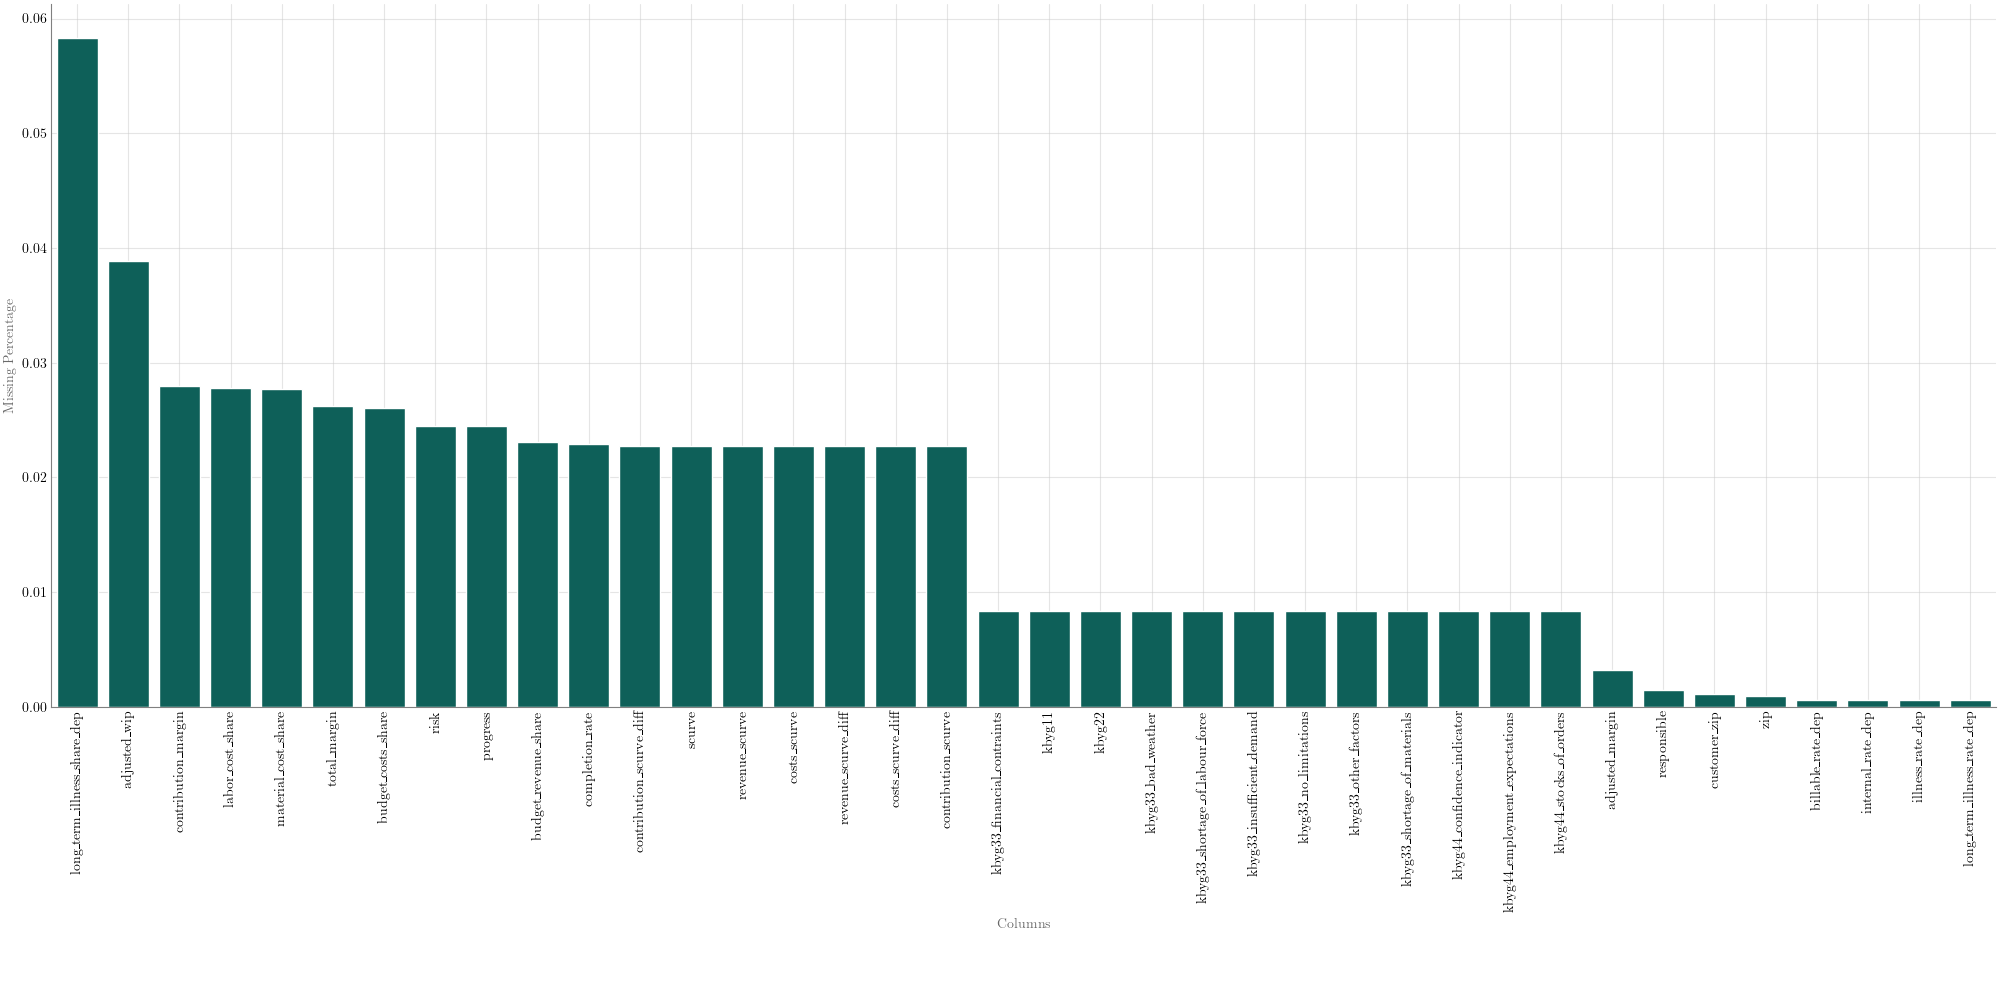 0.06
0.05
0.04
0.03
0.02
0.01
0.00
Missing Percentage
long_term_illness_share_dep
adjusted_wip
contribution_margin
labor_cost_share
material_cost_share
total_margin
budget_costs_share
risk
progress
budget_revenue_share
completion_rate
contribution_scurve_diff
scurve
revenue_scurve
costs_scurve
revenue_scurve_diff
costs_scurve_diff
contribution_scurve
kbyg33_financial_contraints
kbyg11
kbyg22
kbyg33_bad_weather
kbyg33_shortage_of_labour_force
kbyg33_insufficient_demand
kbyg33_no_limitations
kbyg33_other_factors
kbyg33_shortage_of_materials
kbyg44_confidence_indicator
kbyg44_employment_expectations
kbyg44_stocks_of_orders
adjusted_margin
responsible
customer_zip
zip
billable_rate_dep
internal_rate_dep
illness_rate_dep
long_term_illness_rate_dep
Columns